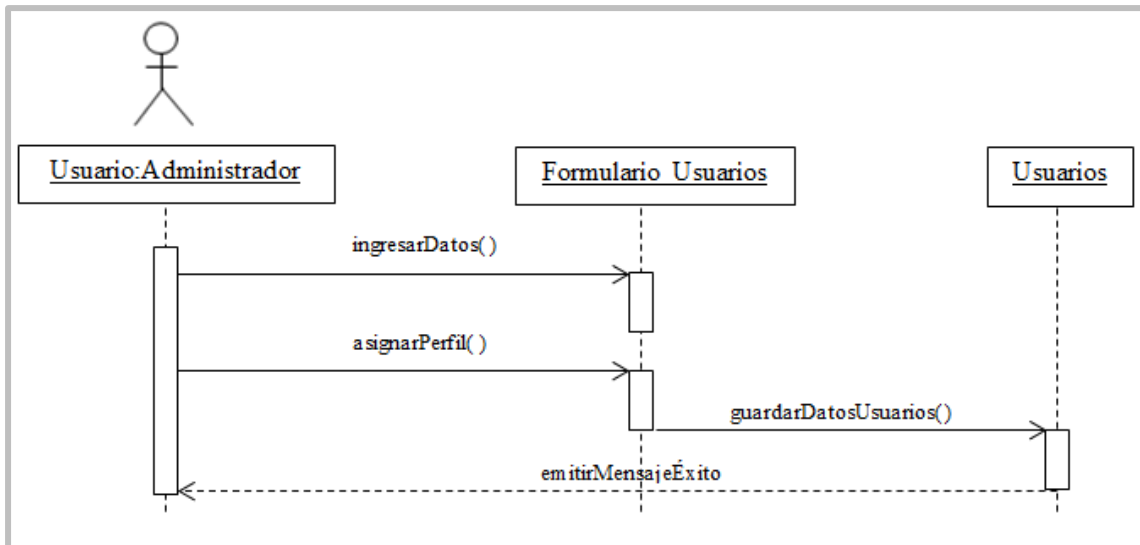 Usuario:Administrador
Formulario Usuarios
Usuarios
ingresarDatos()
asignarPerfil()
guardarDatosUsuarios()
emitirMensajeÉxito